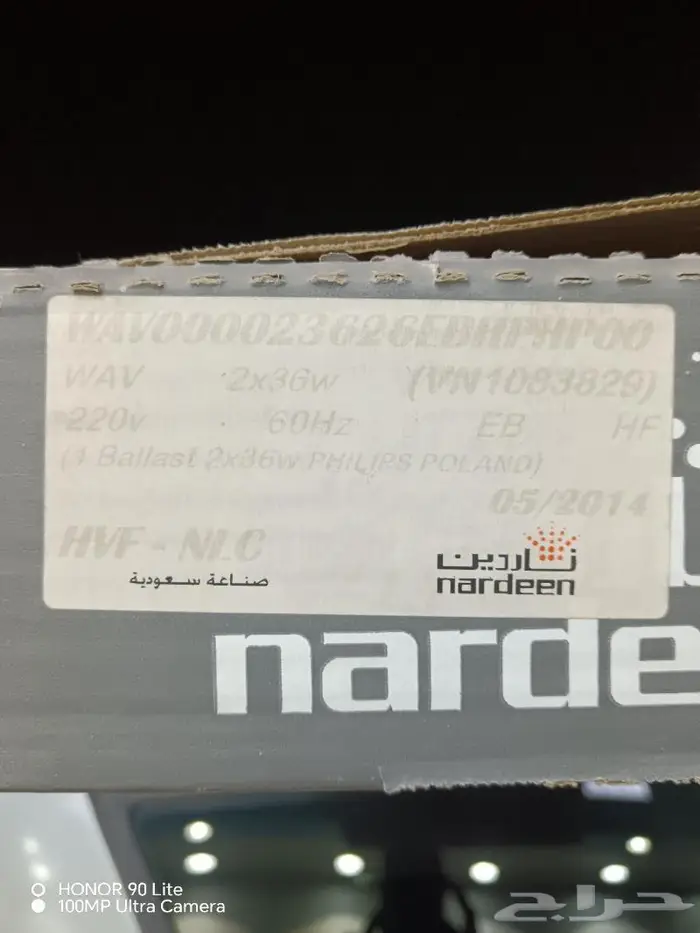 WAV000023626EBHPHP00
WAV 2x36w (VN1083829)
220v 60Hz EB HF
(1 Ballast 2x36w PHILIPS POLAND)
05/2014
HVF - NLC
صناعة سعودية
ناردين
nardeen
narde
HONOR 90 Lite
100MP Ultra Camera
حراج